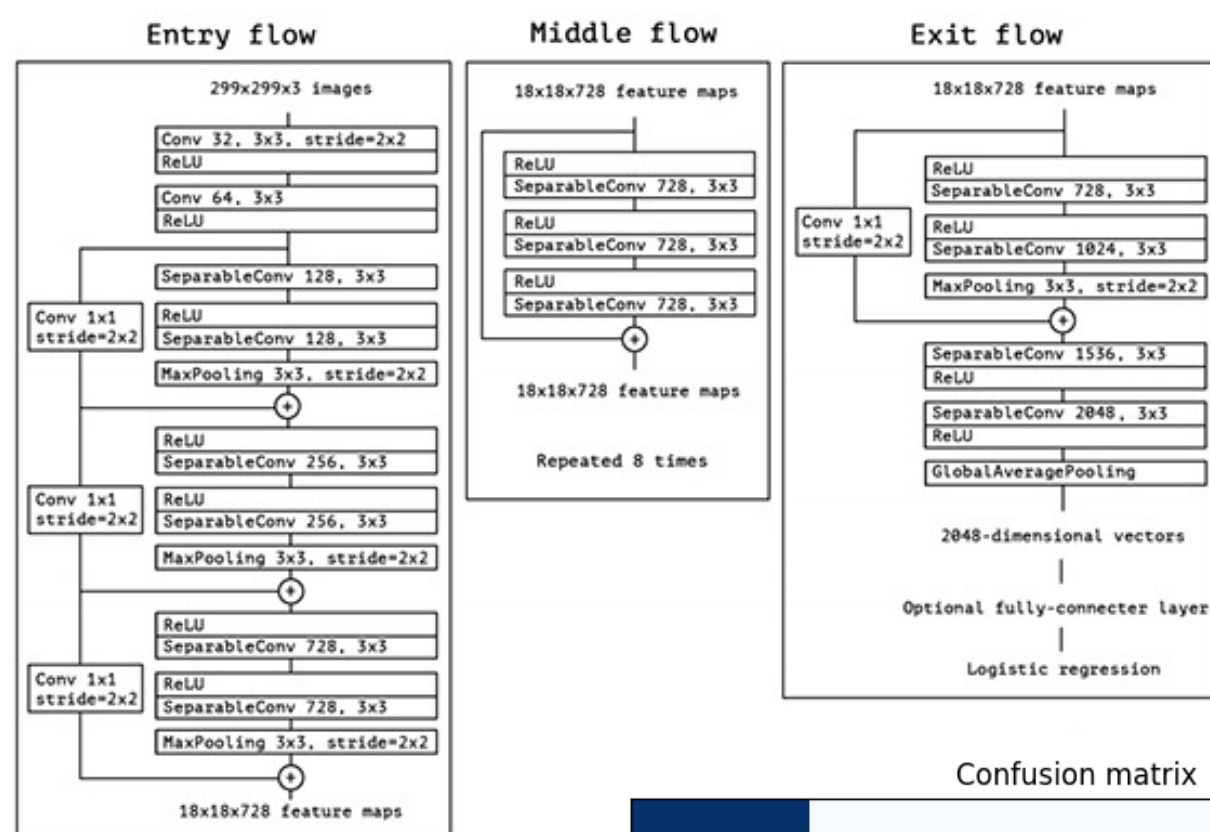 Entry flow
299x299x3 images
Conv 32, 3x3, stride=2x2
ReLU
Conv 64, 3x3
ReLU
SeparableConv 128, 3x3
Conv 1x1
stride=2x2
ReLU
SeparableConv 128, 3x3
MaxPooling 3x3, stride=2x2
+
ReLU
SeparableConv 256, 3x3
Conv 1x1
stride=2x2
ReLU
SeparableConv 256, 3x3
MaxPooling 3x3, stride=2x2
+
ReLU
SeparableConv 728, 3x3
Conv 1x1
stride=2x2
ReLU
SeparableConv 728, 3x3
MaxPooling 3x3, stride=2x2
+
18x18x728 feature maps
Middle flow
18x18x728 feature maps
ReLU
SeparableConv 728, 3x3
ReLU
SeparableConv 728, 3x3
ReLU
SeparableConv 728, 3x3
+
18x18x728 feature maps
Repeated 8 times
Exit flow
18x18x728 feature maps
ReLU
SeparableConv 728, 3x3
Conv 1x1
stride=2x2
ReLU
SeparableConv 1024, 3x3
MaxPooling 3x3, stride=2x2
+
SeparableConv 1536, 3x3
ReLU
SeparableConv 2048, 3x3
ReLU
GlobalAveragePooling
2048-dimensional vectors
Optional fully-connecter layer
Logistic regression
Confusion matrix